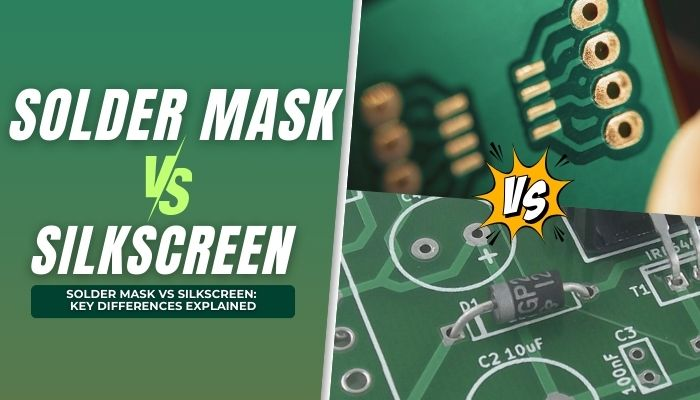 SOLDER MASK
VS
SILKSCREEN
SOLDER MASK VS SILKSCREEN:
KEY DIFFERENCES EXPLAINED
VS
+
D1
T1
C2 10uF
C3
100nF